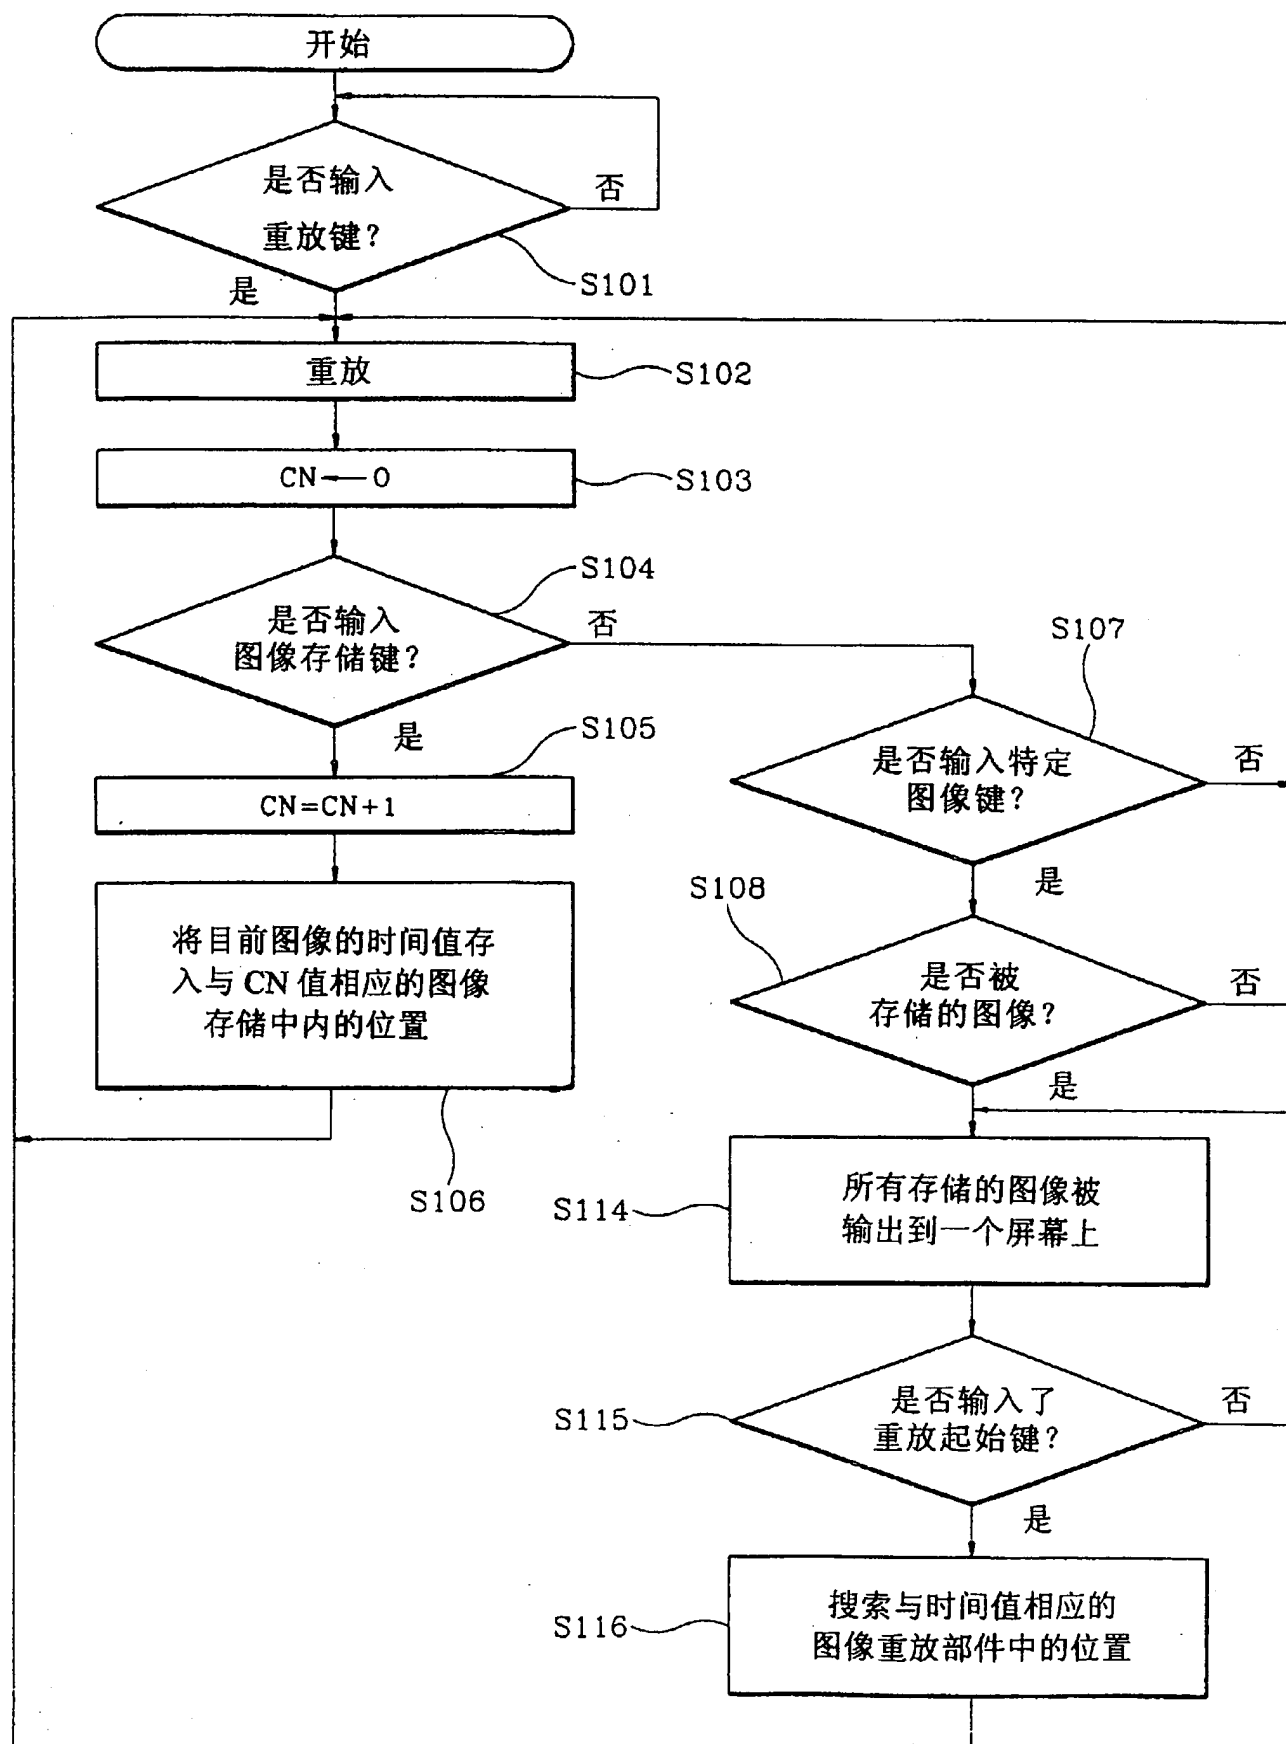 开始
是否输入
重放键?
否
S101
是
重放
S102
CN←0
S103
S104
是否输入
图像存储键?
否
是
S105
CN=CN+1
将目前图像的时间值存
入与CN值相应的图像
存储中内的位置
S106
S107
是否输入特定
图像键?
否
是
S108
是否被
存储的图像?
否
是
所有存储的图像被
输出到一个屏幕上
S114
是否输入了
重放起始键?
否
S115
是
搜索与时间值相应的
图像重放部件中的位置
S116